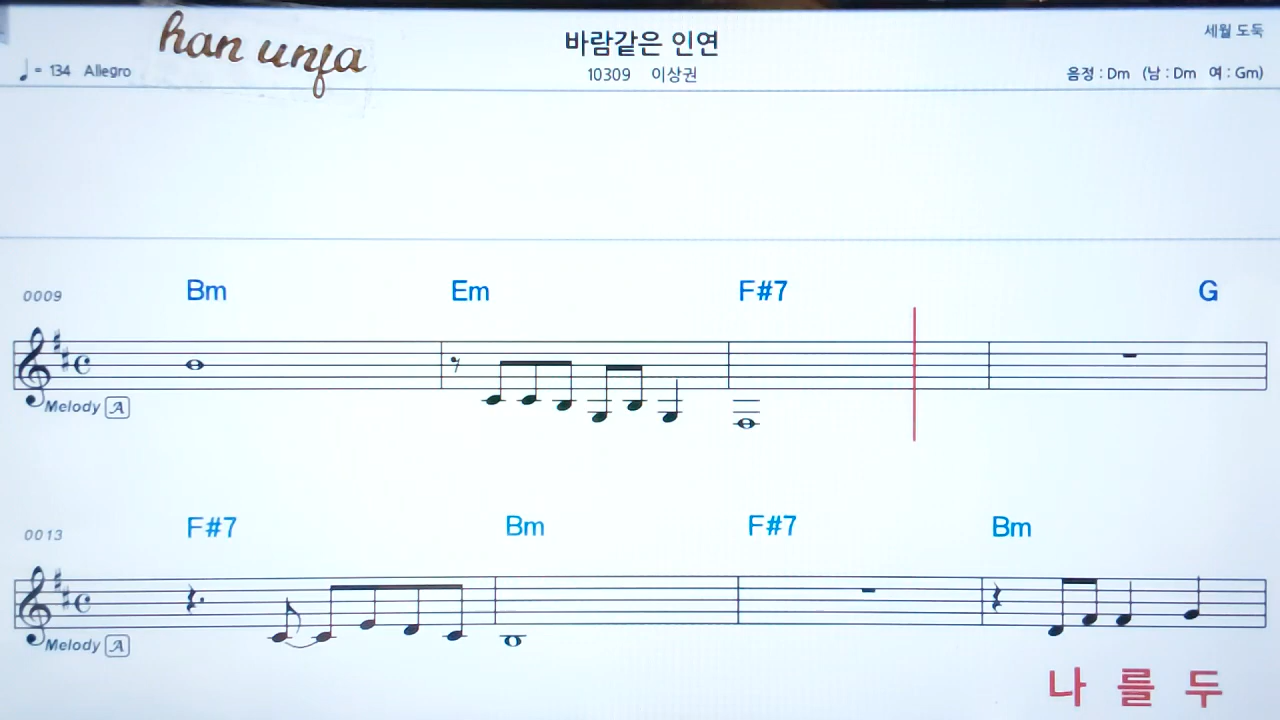 han unja
바람같은 인연
세월 도둑
♩ = 134 Allegro
10309 이상권
음정 : Dm (남 : Dm 여 : Gm)
0009 Bm Em F#7 G
Melody A
0013 F#7 Bm F#7 Bm
Melody A
나 를 두